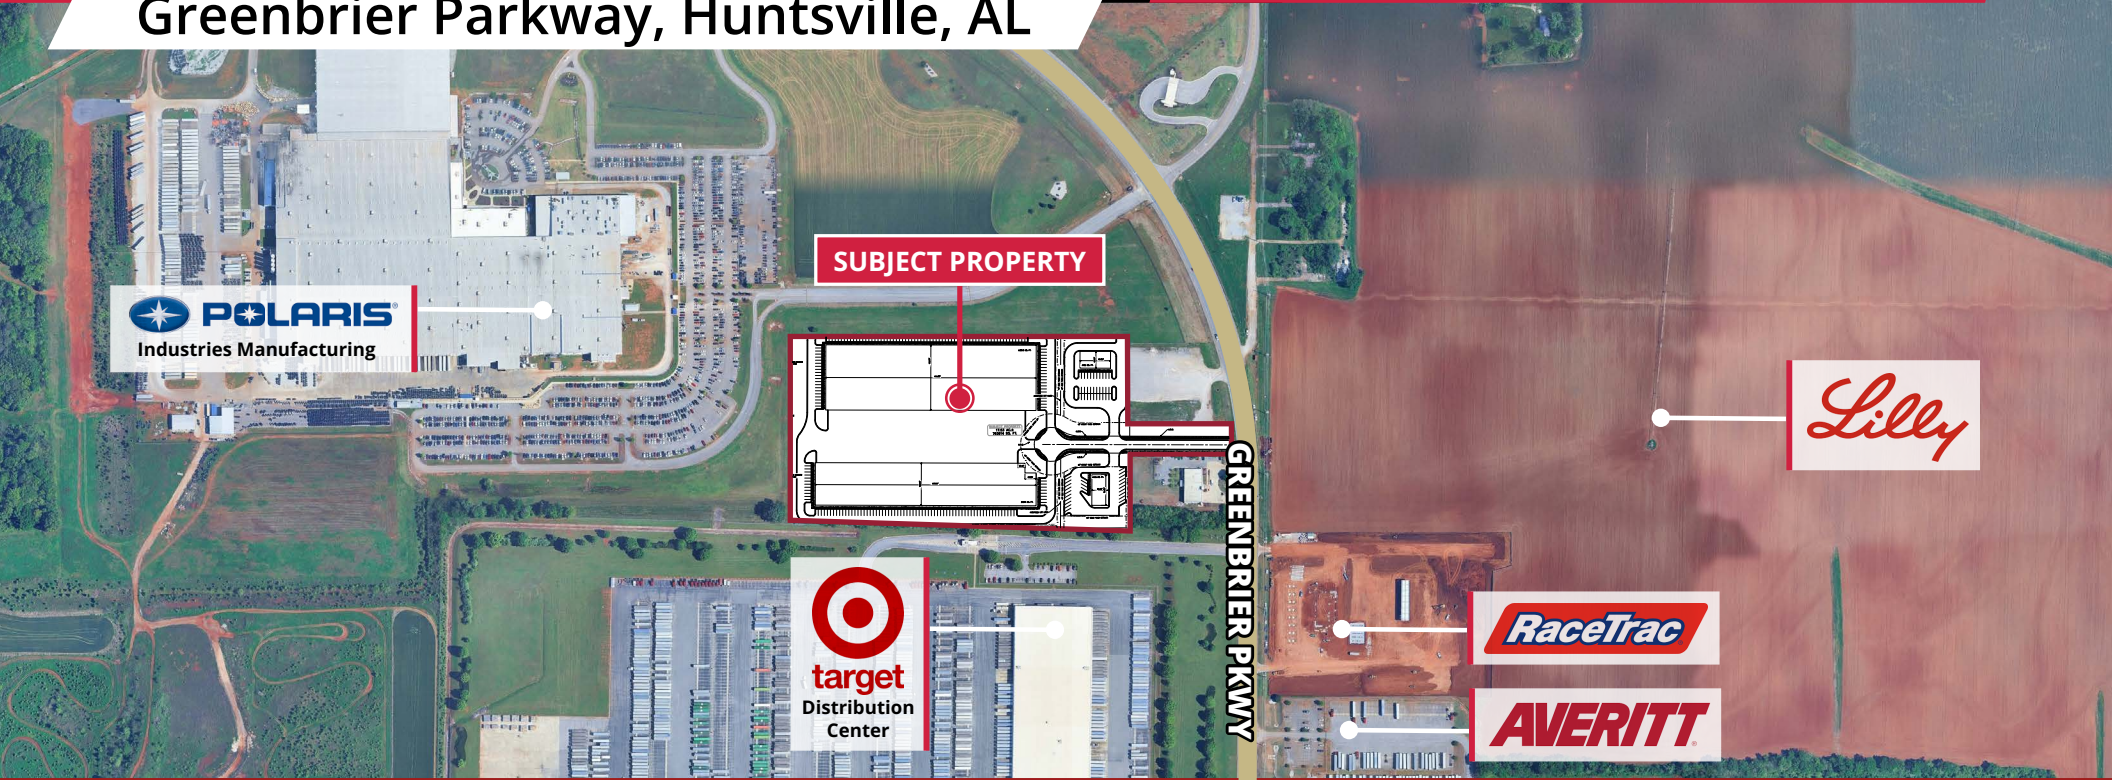 Greenbrier Parkway, Huntsville, AL
SUBJECT PROPERTY
POLARIS®
Industries Manufacturing
Lilly
GREENBRIER PKWY
target
Distribution
Center
RaceTrac
AVERITT